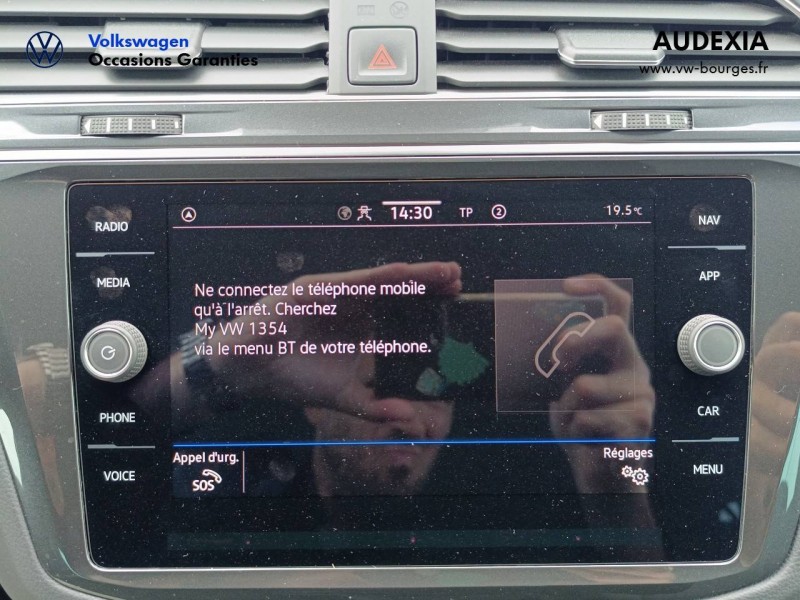 Volkswagen
Occasions Garanties
AUDEXIA
www.vw-bourges.fr
RADIO
MEDIA
PHONE
VOICE
14:30 TP 2 19.5°C
Ne connectez le téléphone mobile
qu'à l'arrêt. Cherchez
My VW 1354
via le menu BT de votre téléphone.
Appel d'urg.
SOS
Réglages
NAV
APP
CAR
MENU